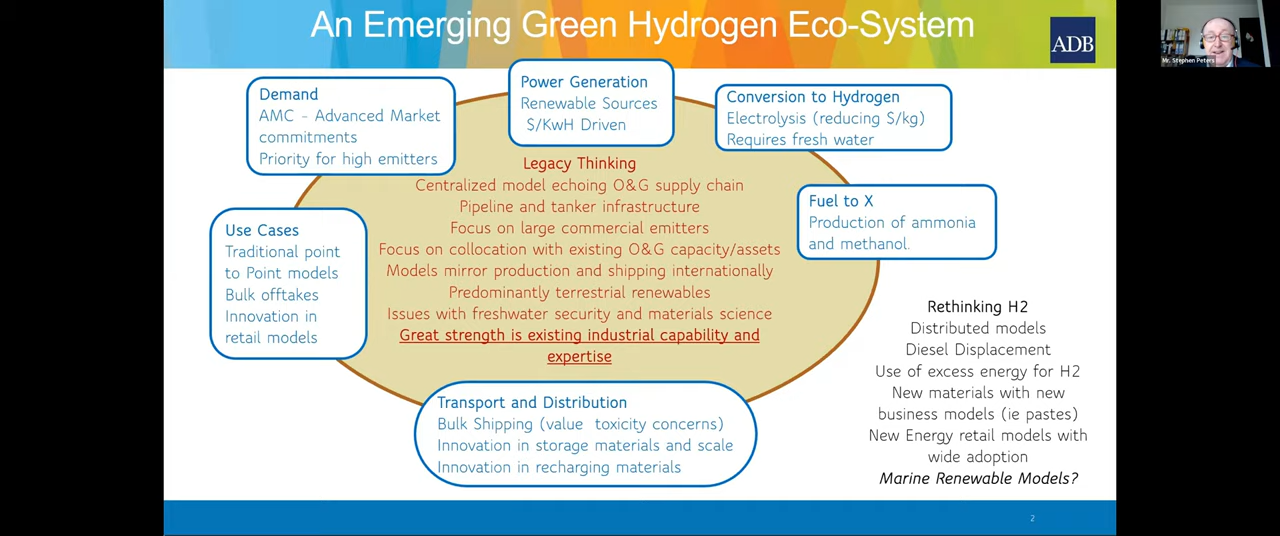 An Emerging Green Hydrogen Eco-System
ADB
Mr. Stephen Peters
Demand
AMC - Advanced Market
commitments
Priority for high emitters
Power Generation
Renewable Sources
$/KwH Driven
Conversion to Hydrogen
Electrolysis (reducing $/kg)
Requires fresh water
Fuel to X
Production of ammonia
and methanol.
Use Cases
Traditional point
to Point models
Bulk offtakes
Innovation in
retail models
Legacy Thinking
Centralized model echoing O&G supply chain
Pipeline and tanker infrastructure
Focus on large commercial emitters
Focus on collocation with existing O&G capacity/assets
Models mirror production and shipping internationally
Predominantly terrestrial renewables
Issues with freshwater security and materials science
Great strength is existing industrial capability and
expertise
Transport and Distribution
Bulk Shipping (value toxicity concerns)
Innovation in storage materials and scale
Innovation in recharging materials
Rethinking H2
Distributed models
Diesel Displacement
Use of excess energy for H2
New materials with new
business models (ie pastes)
New Energy retail models with
wide adoption
Marine Renewable Models?
2